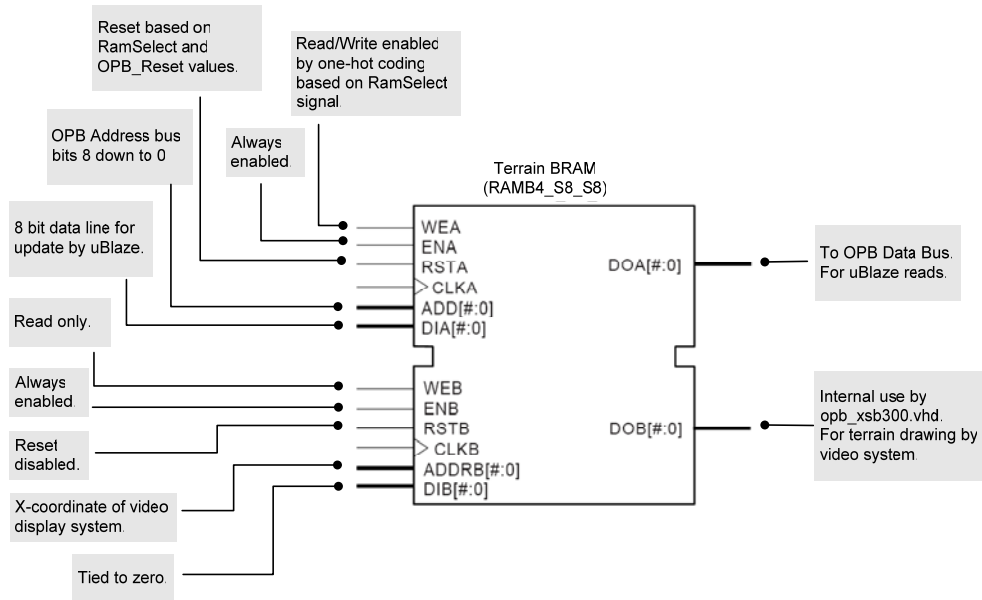 Reset based on
RamSelect and
OPB_Reset values.
Read/Write enabled
by one-hot coding
based on RamSelect
signal.
OPB Address bus
bits 8 down to 0
Always
enabled.
8 bit data line for
update by uBlaze.
Read only.
Always
enabled.
Reset
disabled.
X-coordinate of video
display system.
Tied to zero.
Terrain BRAM
(RAMB4_S8_S8)
WEA
ENA
RSTA
CLKA
ADD[#:0]
DIA[#:0]
DOA[#:0]
WEB
ENB
RSTB
CLKB
ADDRB[#:0]
DIB[#:0]
DOB[#:0]
To OPB Data Bus.
For uBlaze reads.
Internal use by
opb_xsb300.vhd.
For terrain drawing by
video system.